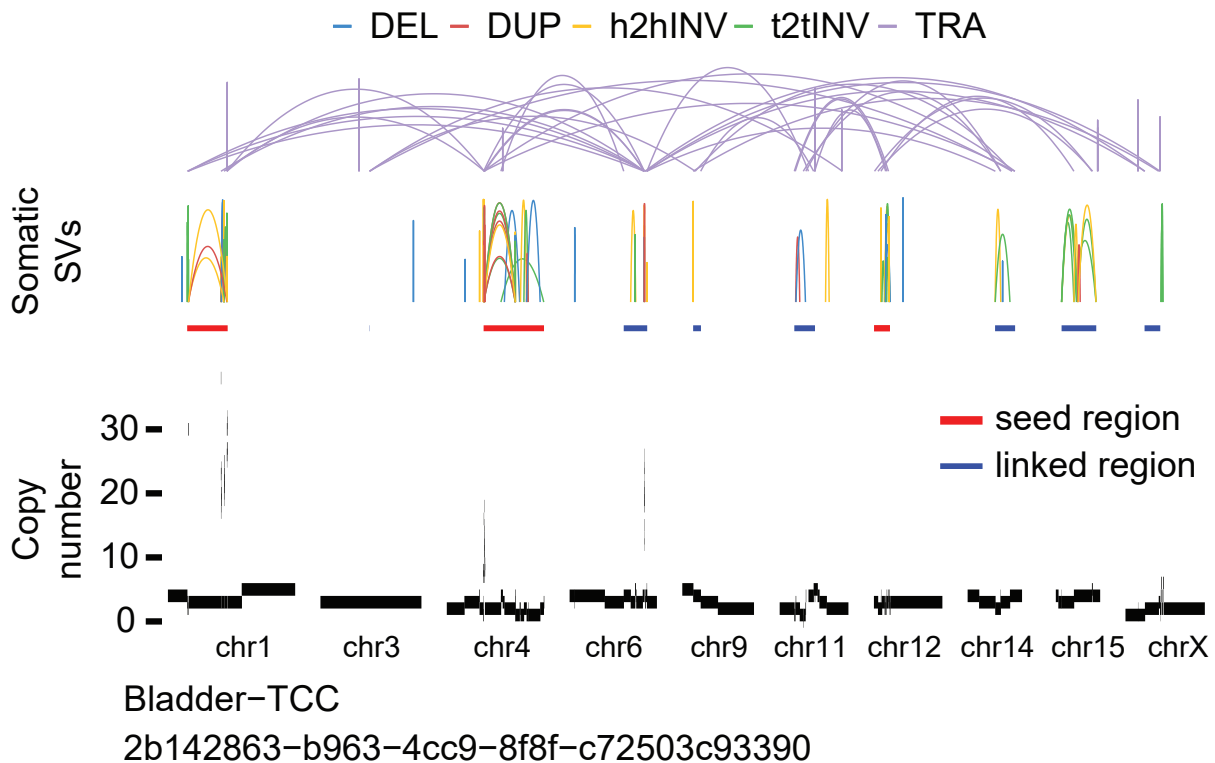 DEL DUP h2hINV t2tINV TRA
Somatic
SVs
seed region
linked region
Copy
number
30
20
10
0
chr1 chr3 chr4 chr6 chr9 chr11 chr12 chr14 chr15 chrX
Bladder−TCC
2b142863−b963−4cc9−8f8f−c72503c93390